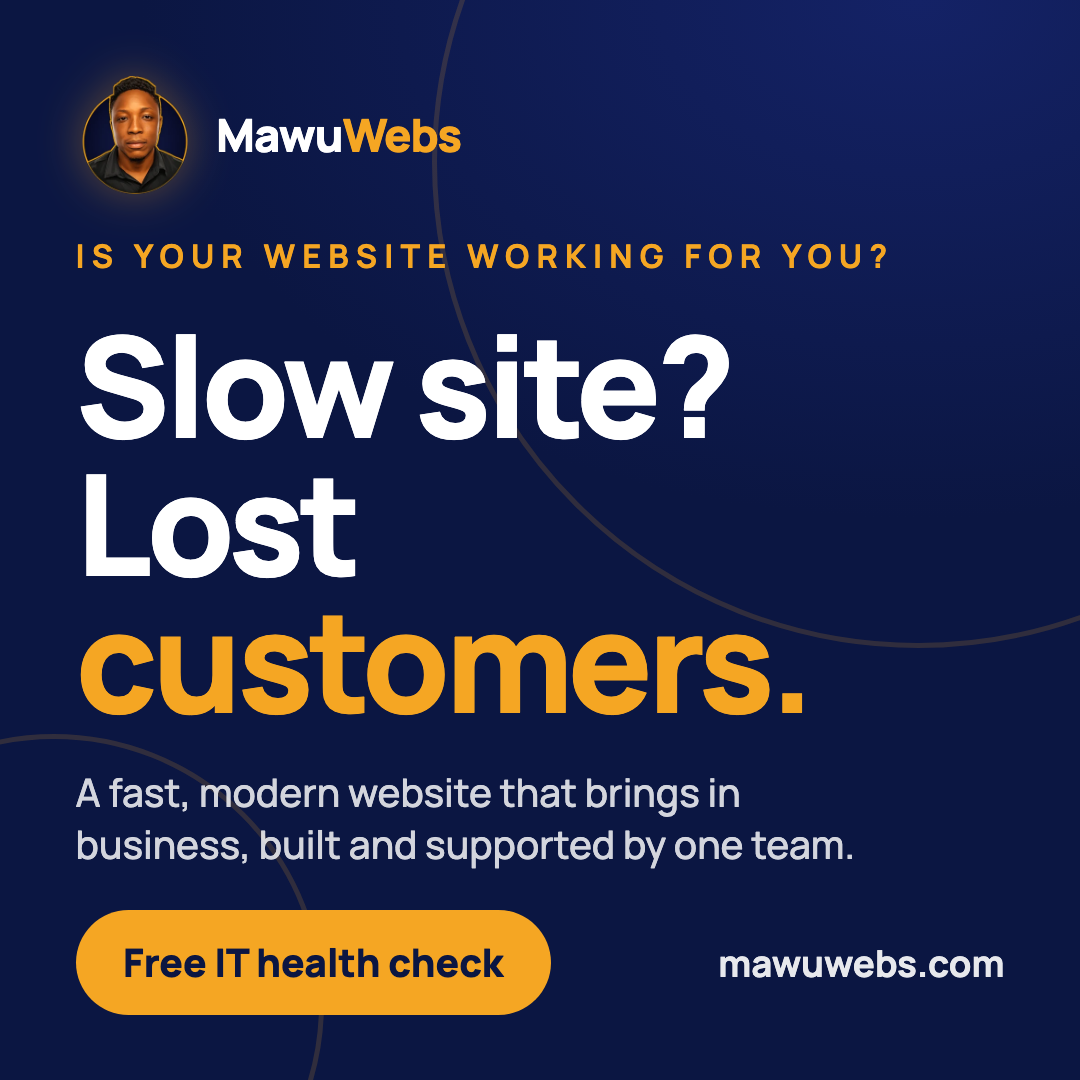 MawuWebs
IS YOUR WEBSITE WORKING FOR YOU?
Slow site?
Lost
customers.
A fast, modern website that brings in
business, built and supported by one team.
Free IT health check
mawuwebs.com